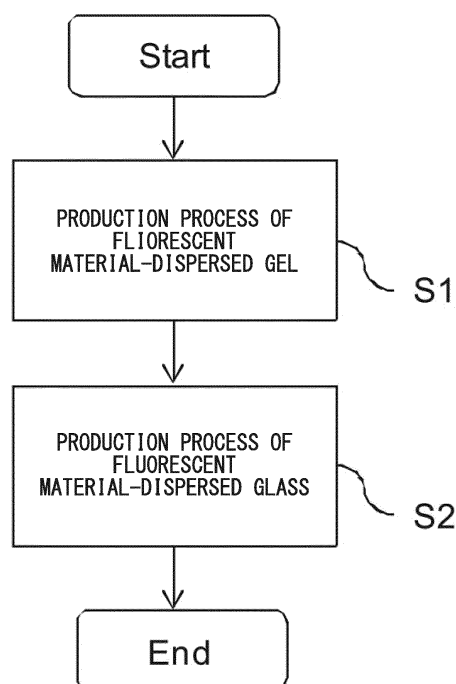 Start
PRODUCTION PROCESS OF
FLIORESCENT
MATERIAL-DISPERSED GEL
S1
PRODUCTION PROCESS OF
FLUORESCENT
MATERIAL-DISPERSED GLASS
S2
End